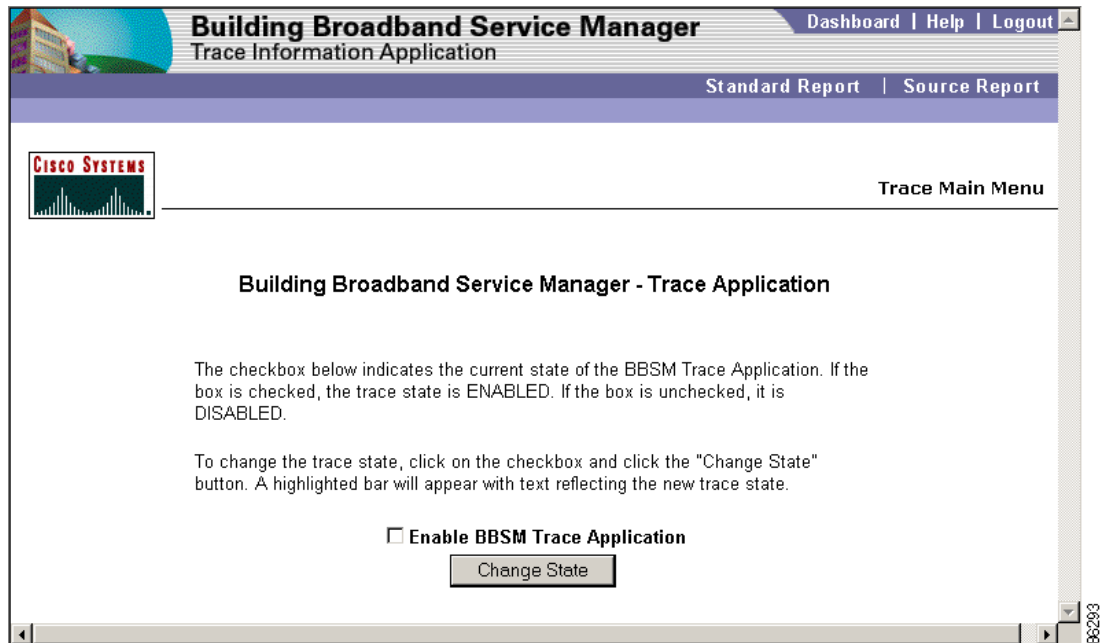 Building Broadband Service Manager
Trace Information Application
Dashboard | Help | Logout
Standard Report | Source Report
CISCO SYSTEMS
Trace Main Menu
Building Broadband Service Manager - Trace Application
The checkbox below indicates the current state of the BBSM Trace Application. If the
box is checked, the trace state is ENABLED. If the box is unchecked, it is
DISABLED.
To change the trace state, click on the checkbox and click the "Change State"
button. A highlighted bar will appear with text reflecting the new trace state.
Enable BBSM Trace Application
Change State
86293